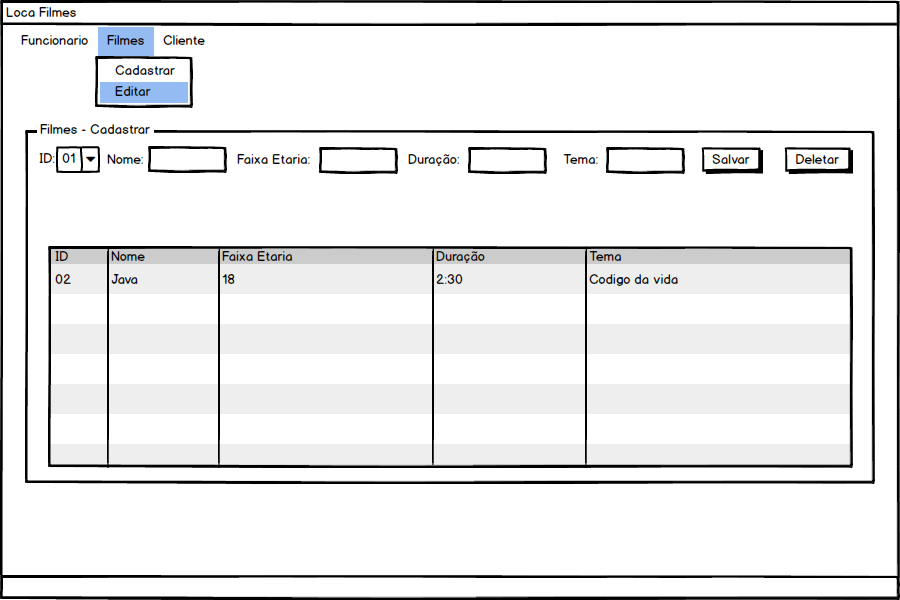 Loca Filmes
Funcionario Filmes Cliente
Cadastrar
Editar
Filmes - Cadastrar
ID: 01 Nome: Faixa Etaria: Duração: Tema: Salvar Deletar
ID Nome Faixa Etaria Duração Tema
02 Java 18 2:30 Codigo da vida